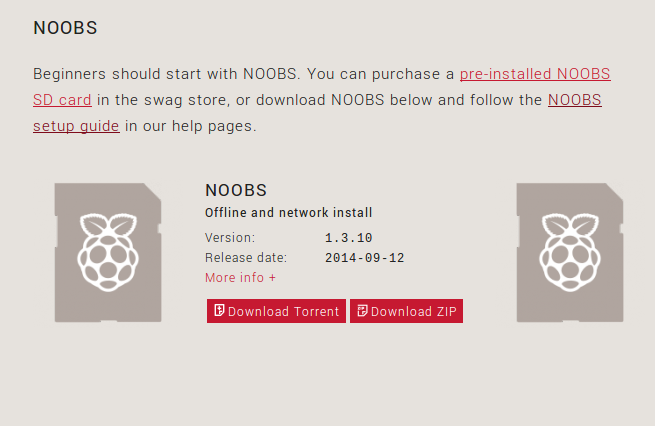 NOOBS
Beginners should start with NOOBS. You can purchase a pre-installed NOOBS
SD card in the swag store, or download NOOBS below and follow the NOOBS
setup guide in our help pages.
NOOBS
Offline and network install
Version: 1.3.10
Release date: 2014-09-12
More info +
Download Torrent Download ZIP